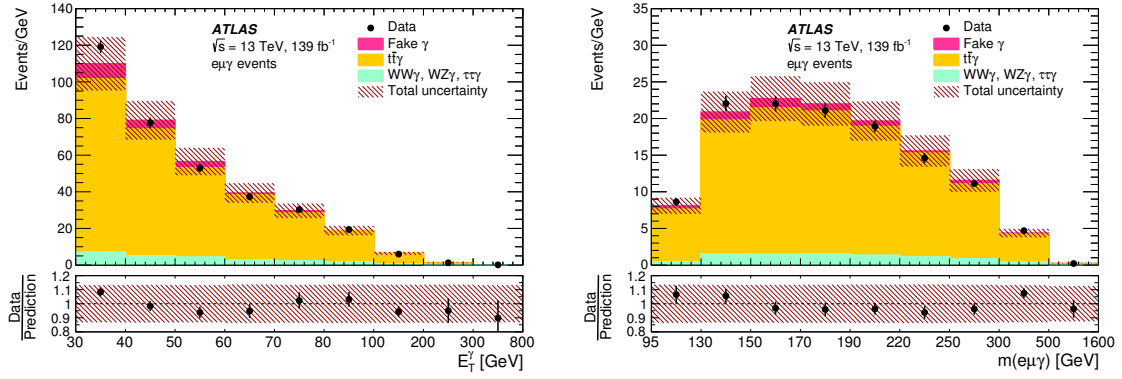 Events/GeV
140
120
100
80
60
40
20
0
ATLAS
√s = 13 TeV, 139 fb⁻¹
eμγ events
Data
Fake γ
tt̄γ
WWγ, WZγ, ττγ
Total uncertainty
Data
Prediction
1.2
1.1
1
0.9
0.8
30 40 50 60 70 80 100 200 300 800
E_T^γ [GeV]
Events/GeV
35
30
25
20
15
10
5
0
ATLAS
√s = 13 TeV, 139 fb⁻¹
eμγ events
Data
Fake γ
tt̄γ
WWγ, WZγ, ττγ
Total uncertainty
Data
Prediction
1.2
1.1
1
0.9
0.8
95 130 150 170 190 220 250 300 500 1600
m(eμγ) [GeV]